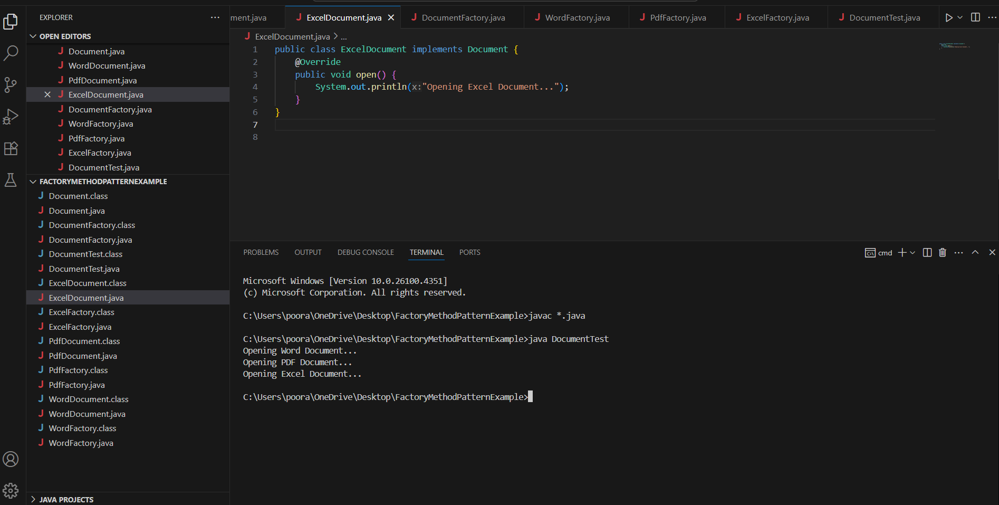 EXPLORER
OPEN EDITORS
Document.java
WordDocument.java
PdfDocument.java
ExcelDocument.java
DocumentFactory.java
WordFactory.java
PdfFactory.java
ExcelFactory.java
DocumentTest.java
FACTORYMETHODPATTERNEXAMPLE
Document.class
Document.java
DocumentFactory.class
DocumentFactory.java
DocumentTest.class
DocumentTest.java
ExcelDocument.class
ExcelDocument.java
ExcelFactory.class
ExcelFactory.java
PdfDocument.class
PdfDocument.java
PdfFactory.class
PdfFactory.java
WordDocument.class
WordDocument.java
WordFactory.class
WordFactory.java
JAVA PROJECTS
ment.java ExcelDocument.java DocumentFactory.java WordFactory.java PdfFactory.java ExcelFactory.java DocumentTest.java
ExcelDocument.java > ...
1 public class ExcelDocument implements Document {
2 @Override
3 public void open() {
4 System.out.println(x:"Opening Excel Document...");
5 }
6 }
7
8
PROBLEMS OUTPUT DEBUG CONSOLE TERMINAL PORTS cmd
Microsoft Windows [Version 10.0.26100.4351]
(c) Microsoft Corporation. All rights reserved.
C:\Users\poora\OneDrive\Desktop\FactoryMethodPatternExample>javac *.java
C:\Users\poora\OneDrive\Desktop\FactoryMethodPatternExample>java DocumentTest
Opening Word Document...
Opening PDF Document...
Opening Excel Document...
C:\Users\poora\OneDrive\Desktop\FactoryMethodPatternExample>